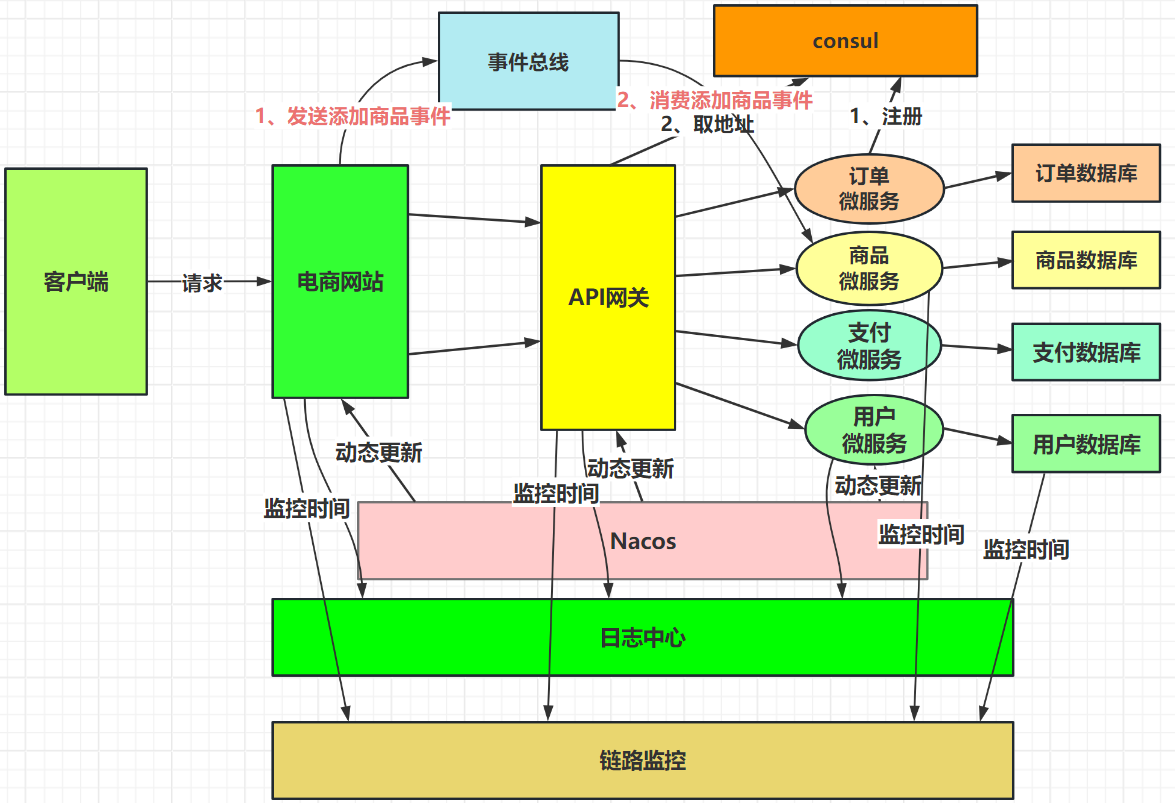 事件总线
consul
1、发送添加商品事件
2、消费添加商品事件
2、取地址
1、注册
客户端
请求
电商网站
API网关
订单
微服务
订单数据库
商品
微服务
商品数据库
支付
微服务
支付数据库
用户
微服务
用户数据库
动态更新
动态更新
动态更新
监控时间
监控时间
监控时间
监控时间
Nacos
日志中心
链路监控